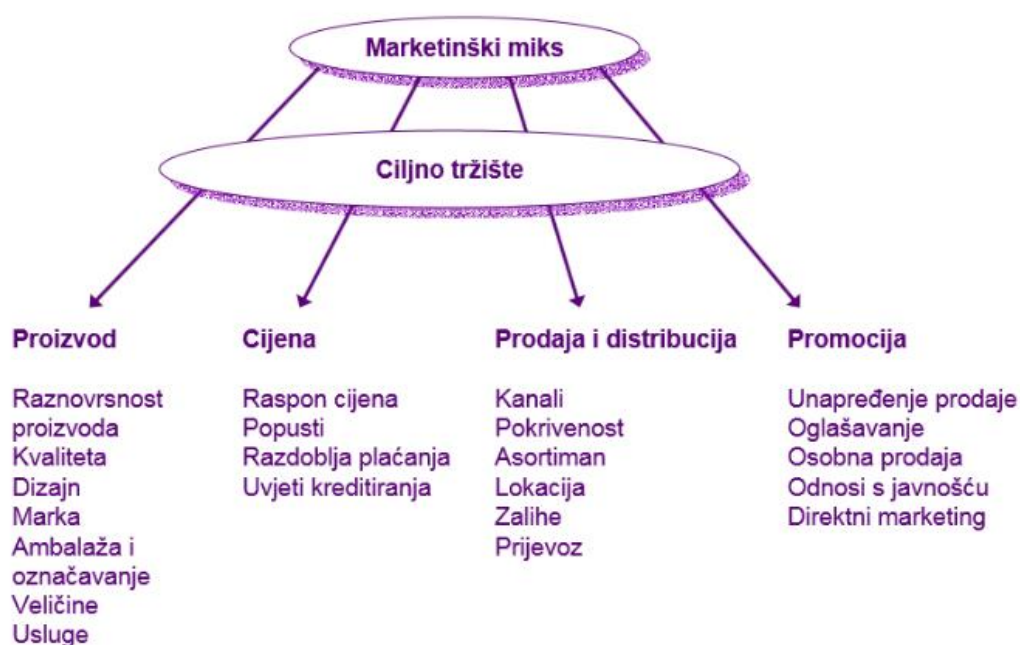 Marketinški miks
Ciljno tržište
Proizvod
Raznovrsnost
proizvoda
Kvaliteta
Dizajn
Marka
Ambalaža i
označavanje
Veličine
Usluge
Cijena
Raspon cijena
Popusti
Razdoblja plaćanja
Uvjeti kreditiranja
Prodaja i distribucija
Kanali
Pokrivenost
Asortiman
Lokacija
Zalihe
Prijevoz
Promocija
Unapređenje prodaje
Oglašavanje
Osobna prodaja
Odnosi s javnošću
Direktni marketing